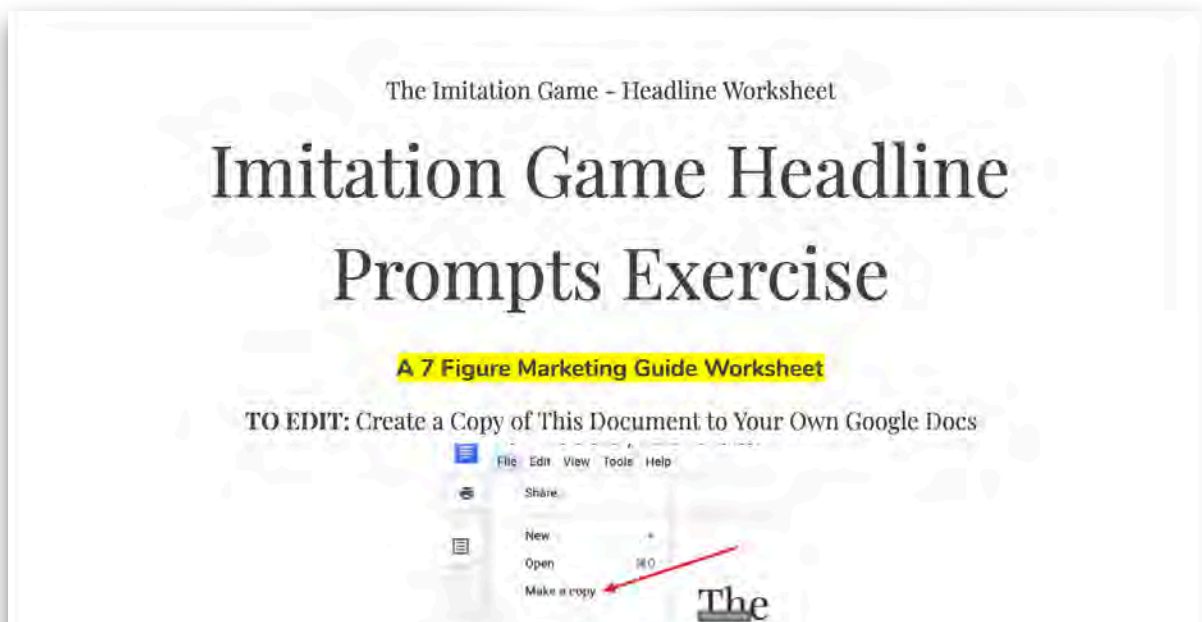 The Imitation Game - Headline Worksheet
Imitation Game Headline
Prompts Exercise
A 7 Figure Marketing Guide Worksheet
TO EDIT: Create a Copy of This Document to Your Own Google Docs
File Edit View Tools Help
Share
New
Open ⌘O
Make a copy
The